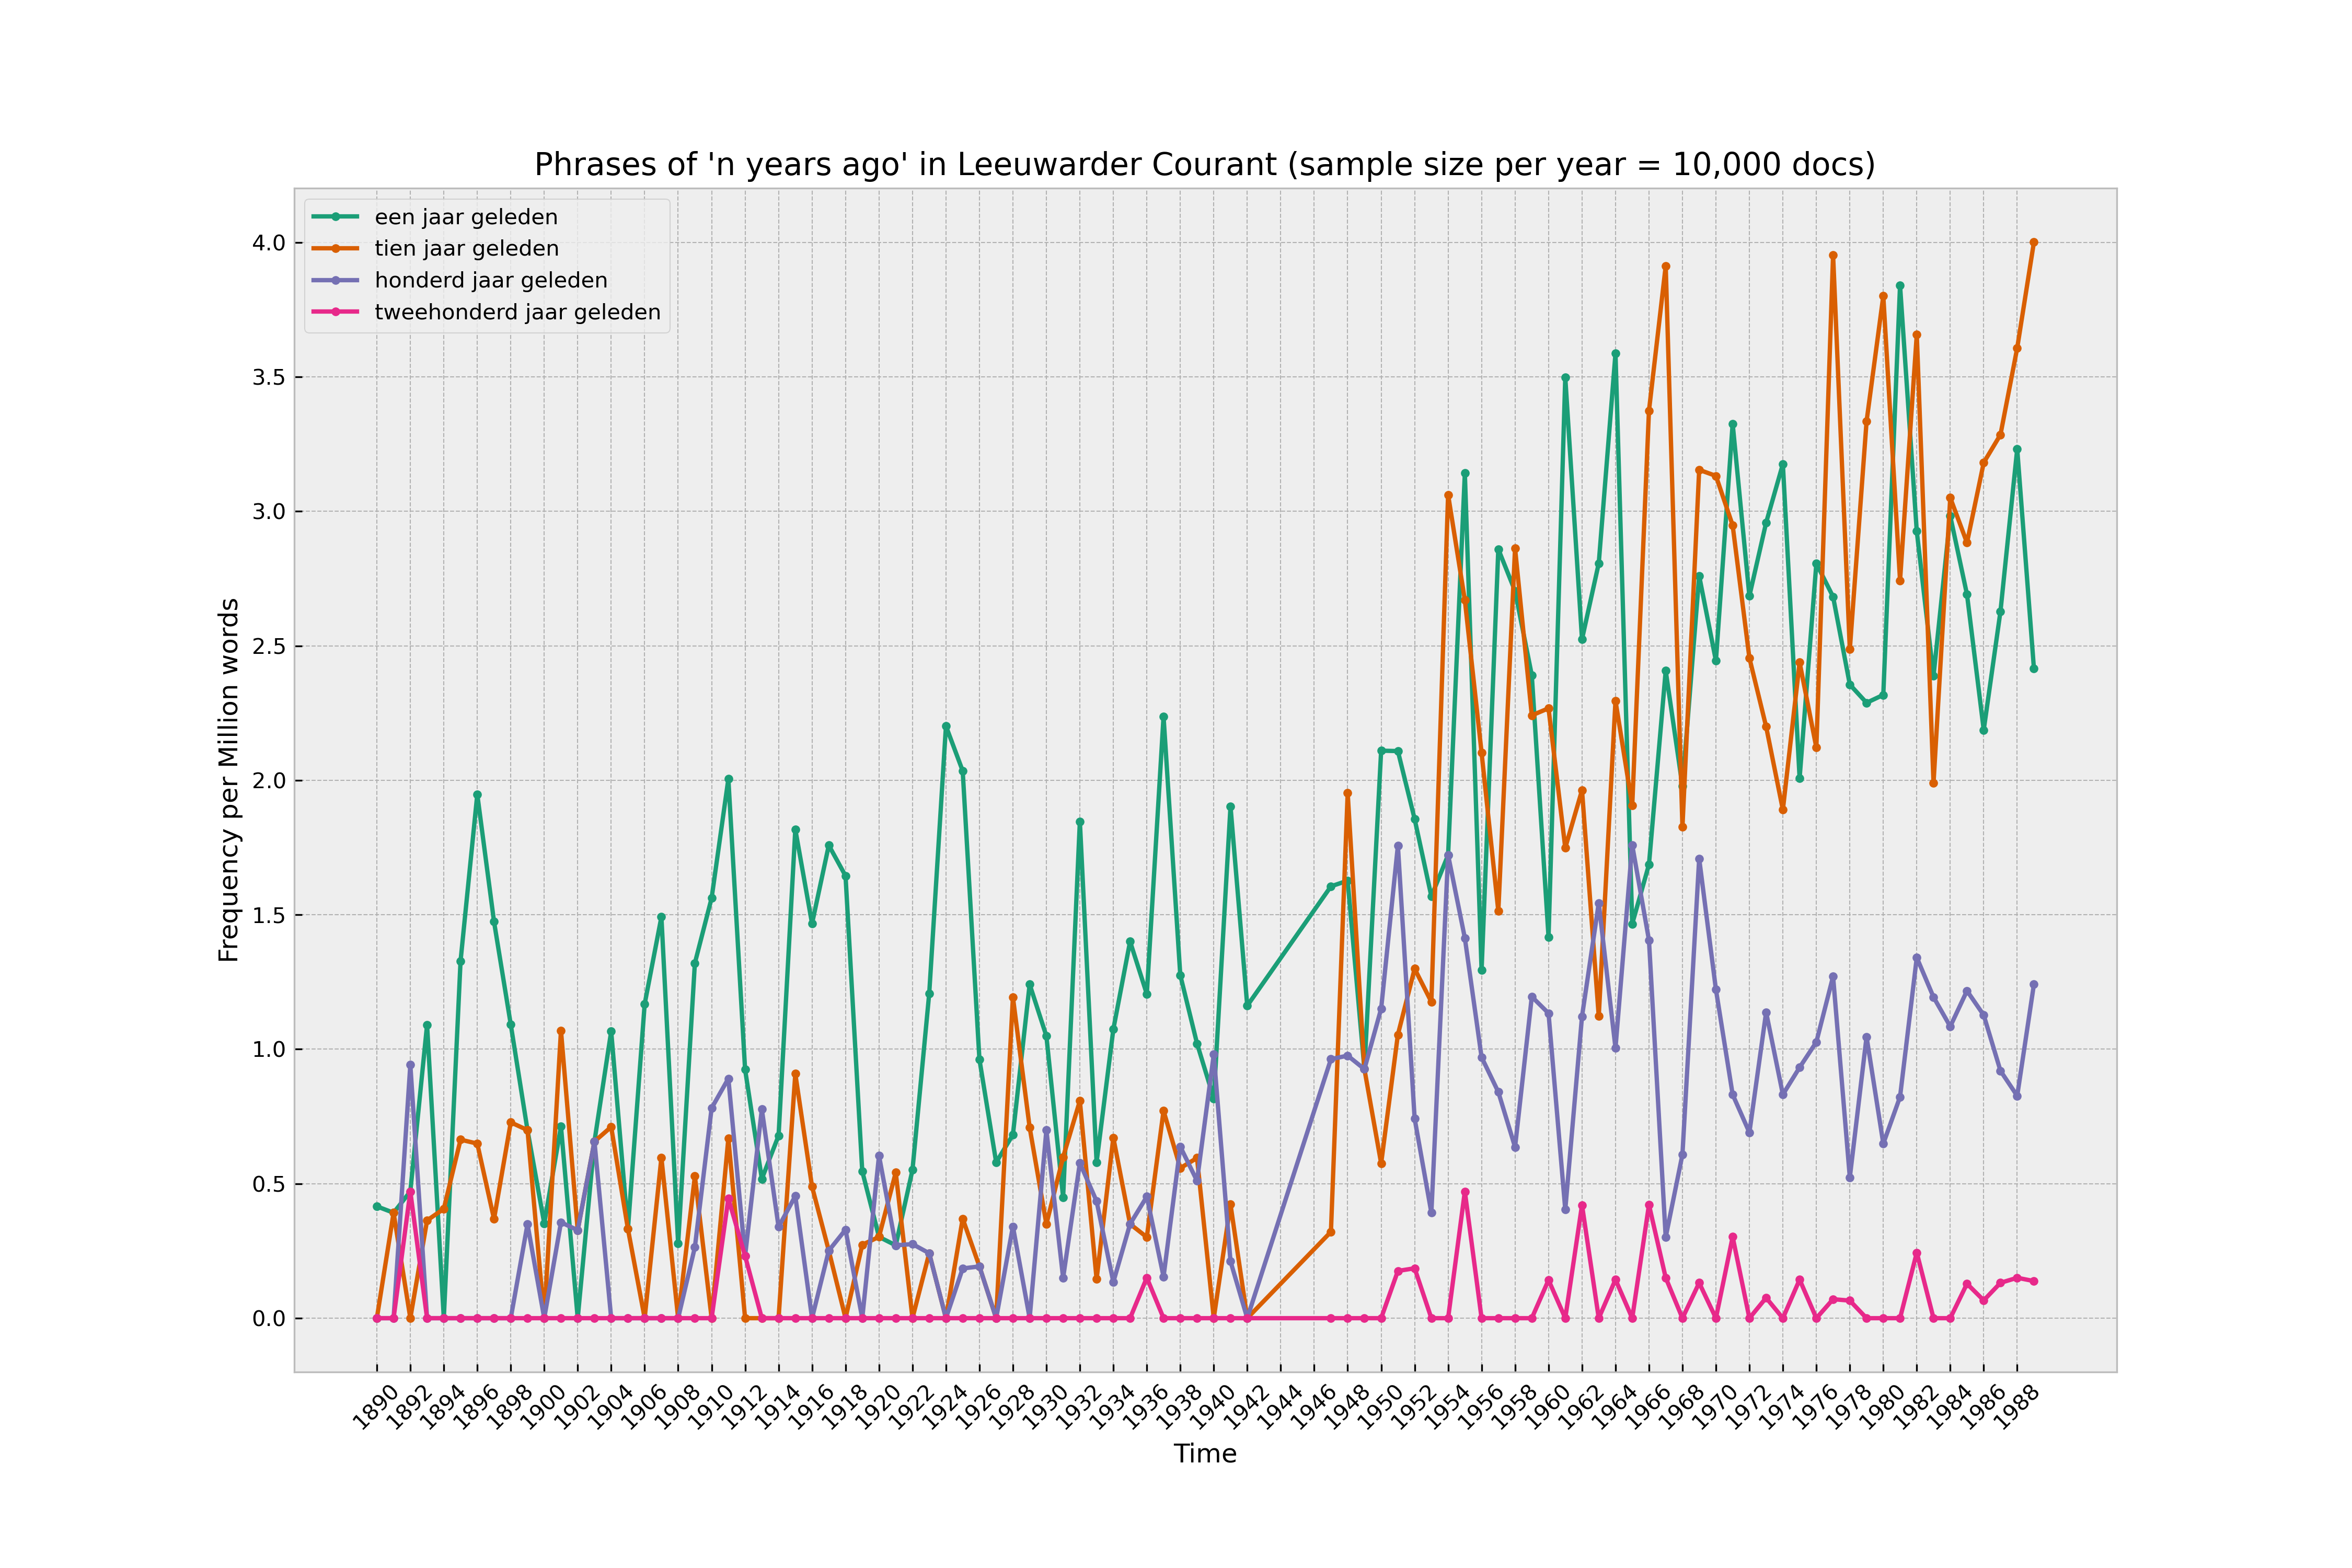 Phrases of 'n years ago' in Leeuwarder Courant (sample size per year = 10,000 docs)
een jaar geleden
tien jaar geleden
honderd jaar geleden
tweehonderd jaar geleden
Frequency per Million words
4.0
3.5
3.0
2.5
2.0
1.5
1.0
0.5
0.0
1890 1892 1894 1896 1898 1900 1902 1904 1906 1908 1910 1912 1914 1916 1918 1920 1922 1924 1926 1928 1930 1932 1934 1936 1938 1940 1942 1944 1946 1948 1950 1952 1954 1956 1958 1960 1962 1964 1966 1968 1970 1972 1974 1976 1978 1980 1982 1984 1986 1988
Time